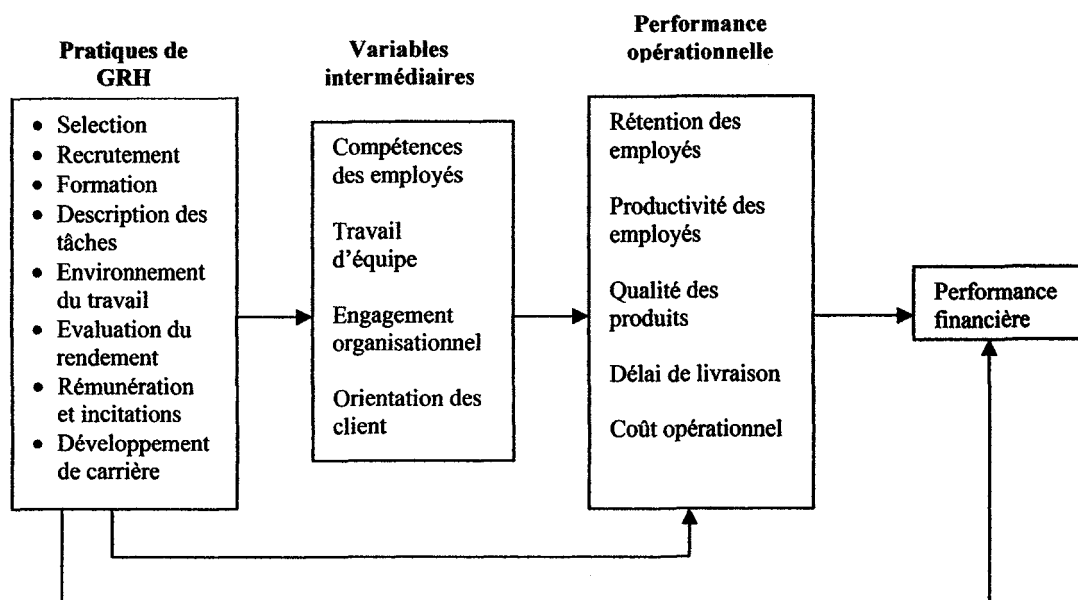 Pratiques de
GRH
• Selection
• Recrutement
• Formation
• Description des
tâches
• Environnement
du travail
• Evaluation du
rendement
• Rémunération
et incitations
• Développement
de carrière
Variables
intermédiaires
Compétences
des employés
Travail
d'équipe
Engagement
organisationnel
Orientation des
client
Performance
opérationnelle
Rétention des
employés
Productivité des
employés
Qualité des
produits
Délai de livraison
Coût opérationnel
Performance
financière